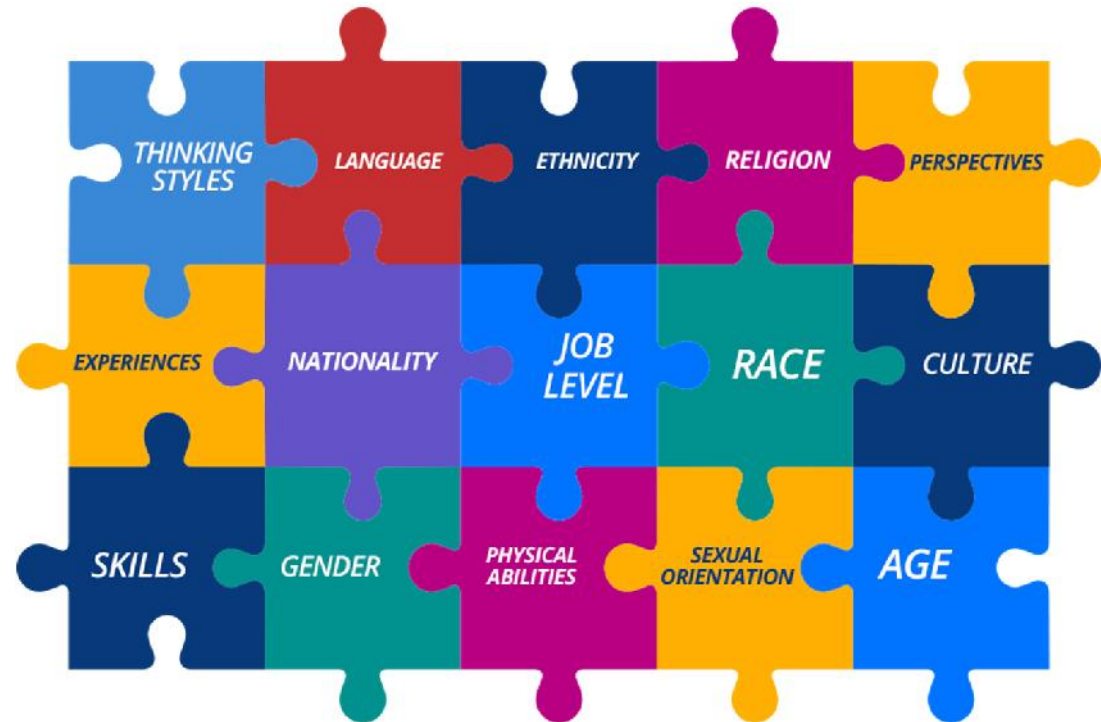 THINKING
STYLES
LANGUAGE
ETHNICITY
RELIGION
PERSPECTIVES
EXPERIENCES
NATIONALITY
JOB
LEVEL
RACE
CULTURE
SKILLS
GENDER
PHYSICAL
ABILITIES
SEXUAL
ORIENTATION
AGE